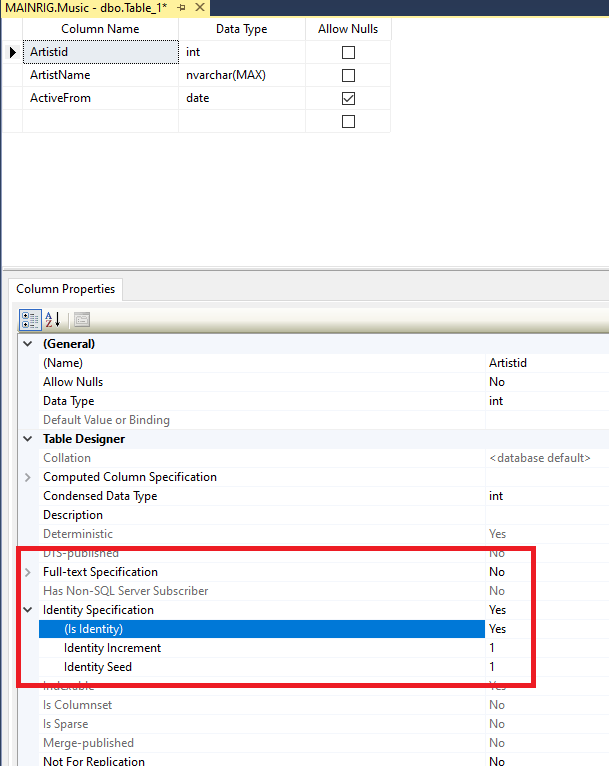 MAINRIG.Music - dbo.Table_1*
Column Name Data Type Allow Nulls
Artistid int
ArtistName nvarchar(MAX)
ActiveFrom date
Column Properties
(General)
(Name) Artistid
Allow Nulls No
Data Type int
Default Value or Binding
Table Designer
Collation <database default>
Computed Column Specification
Condensed Data Type int
Description
Deterministic Yes
DTS-published No
Full-text Specification No
Has Non-SQL Server Subscriber No
Identity Specification Yes
(Is Identity) Yes
Identity Increment 1
Identity Seed 1
Indexable Yes
Is Columnset No
Is Sparse No
Merge-published No
Not For Replication No